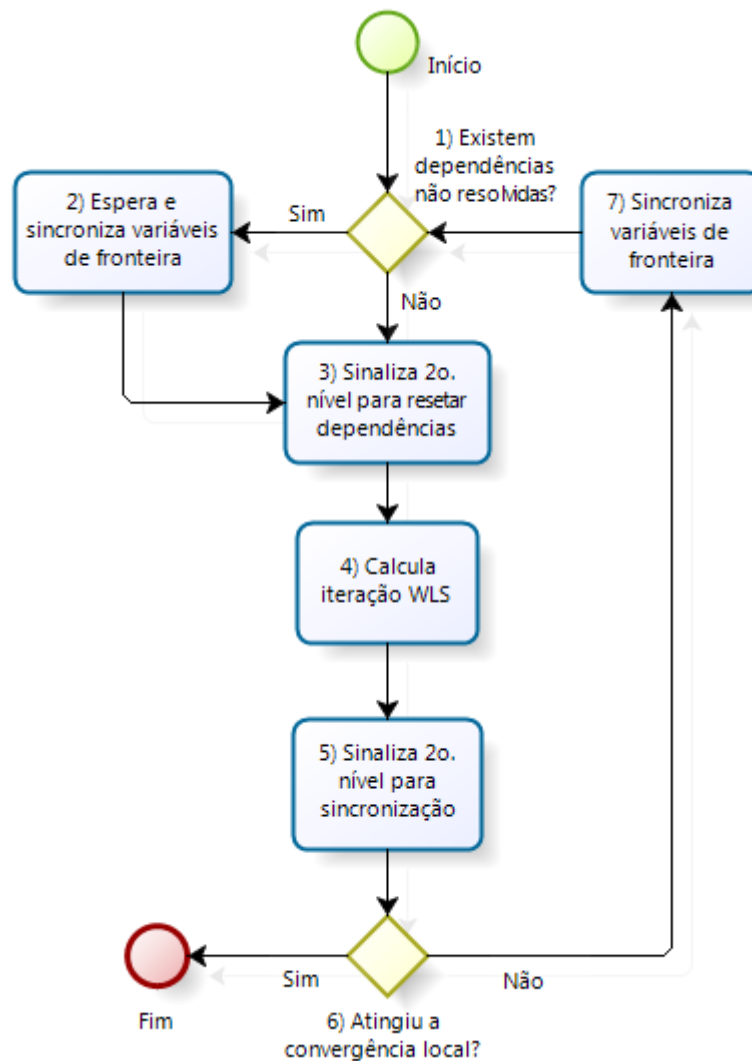 Início
1) Existem
dependências
não resolvidas?
2) Espera e
sincroniza variáveis
de fronteira
Sim
7) Sincroniza
variáveis de
fronteira
Não
3) Sinaliza 2o.
nível para resetar
dependências
4) Calcula
iteração WLS
5) Sinaliza 2o.
nível para
sincronização
Sim
Não
Fim
6) Atingiu a
convergência local?